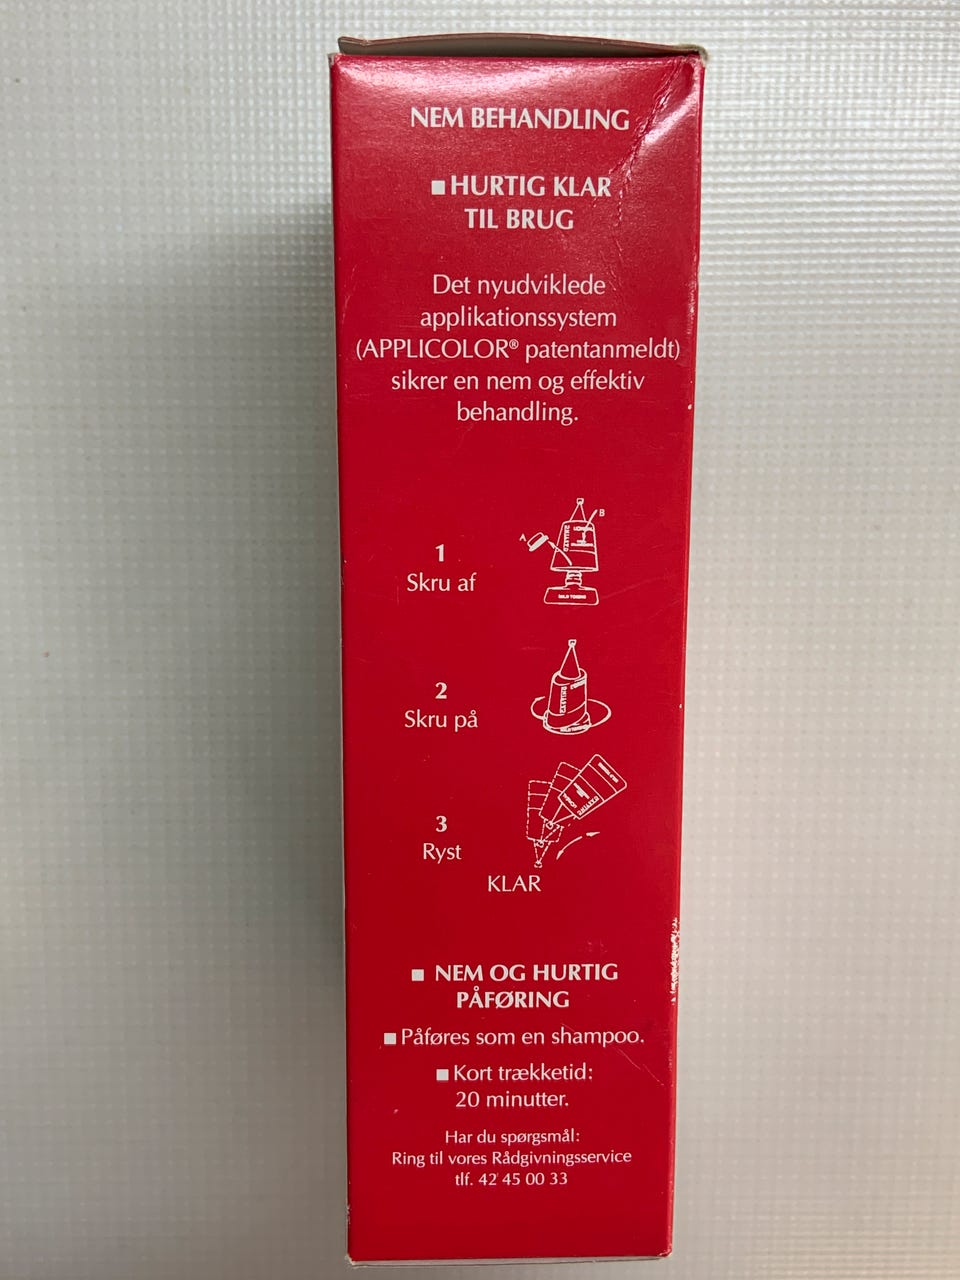 NEM BEHANDLING
■ HURTIG KLAR
TIL BRUG
Det nyudviklede
applikationssystem
(APPLICOLOR® patentanmeldt)
sikrer en nem og effektiv
behandling.
A
B
1
Skru af
2
Skru på
3
Ryst
KLAR
■ NEM OG HURTIG
PÅFØRING
■ Påføres som en shampoo.
■ Kort trækketid:
20 minutter.
Har du spørgsmål:
Ring til vores Rådgivningsservice
tlf. 42 45 00 33